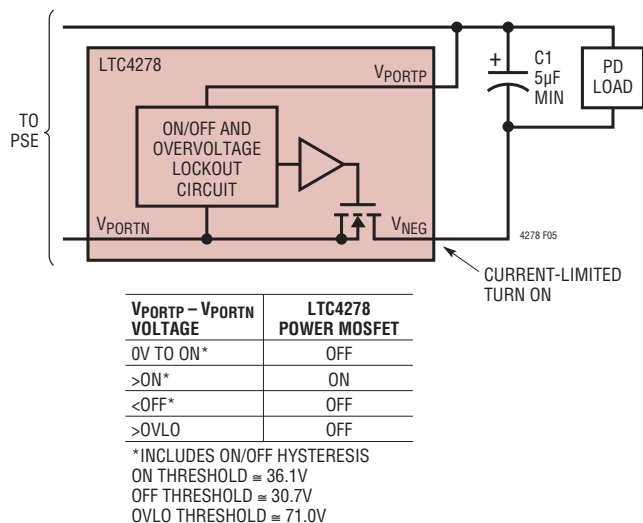 LTC4278
VPORTP
+
C1
5µF
MIN
PD
LOAD
TO
PSE
ON/OFF AND
OVERVOLTAGE
LOCKOUT
CIRCUIT
VPORTN
VNEG
4278 F05
CURRENT-LIMITED
TURN ON
VPORTP – VPORTN VOLTAGE
LTC4278 POWER MOSFET
0V TO ON* OFF
>ON* ON
<OFF* OFF
>OVLO OFF
*INCLUDES ON/OFF HYSTERESIS
ON THRESHOLD ≅ 36.1V
OFF THRESHOLD ≅ 30.7V
OVLO THRESHOLD ≅ 71.0V